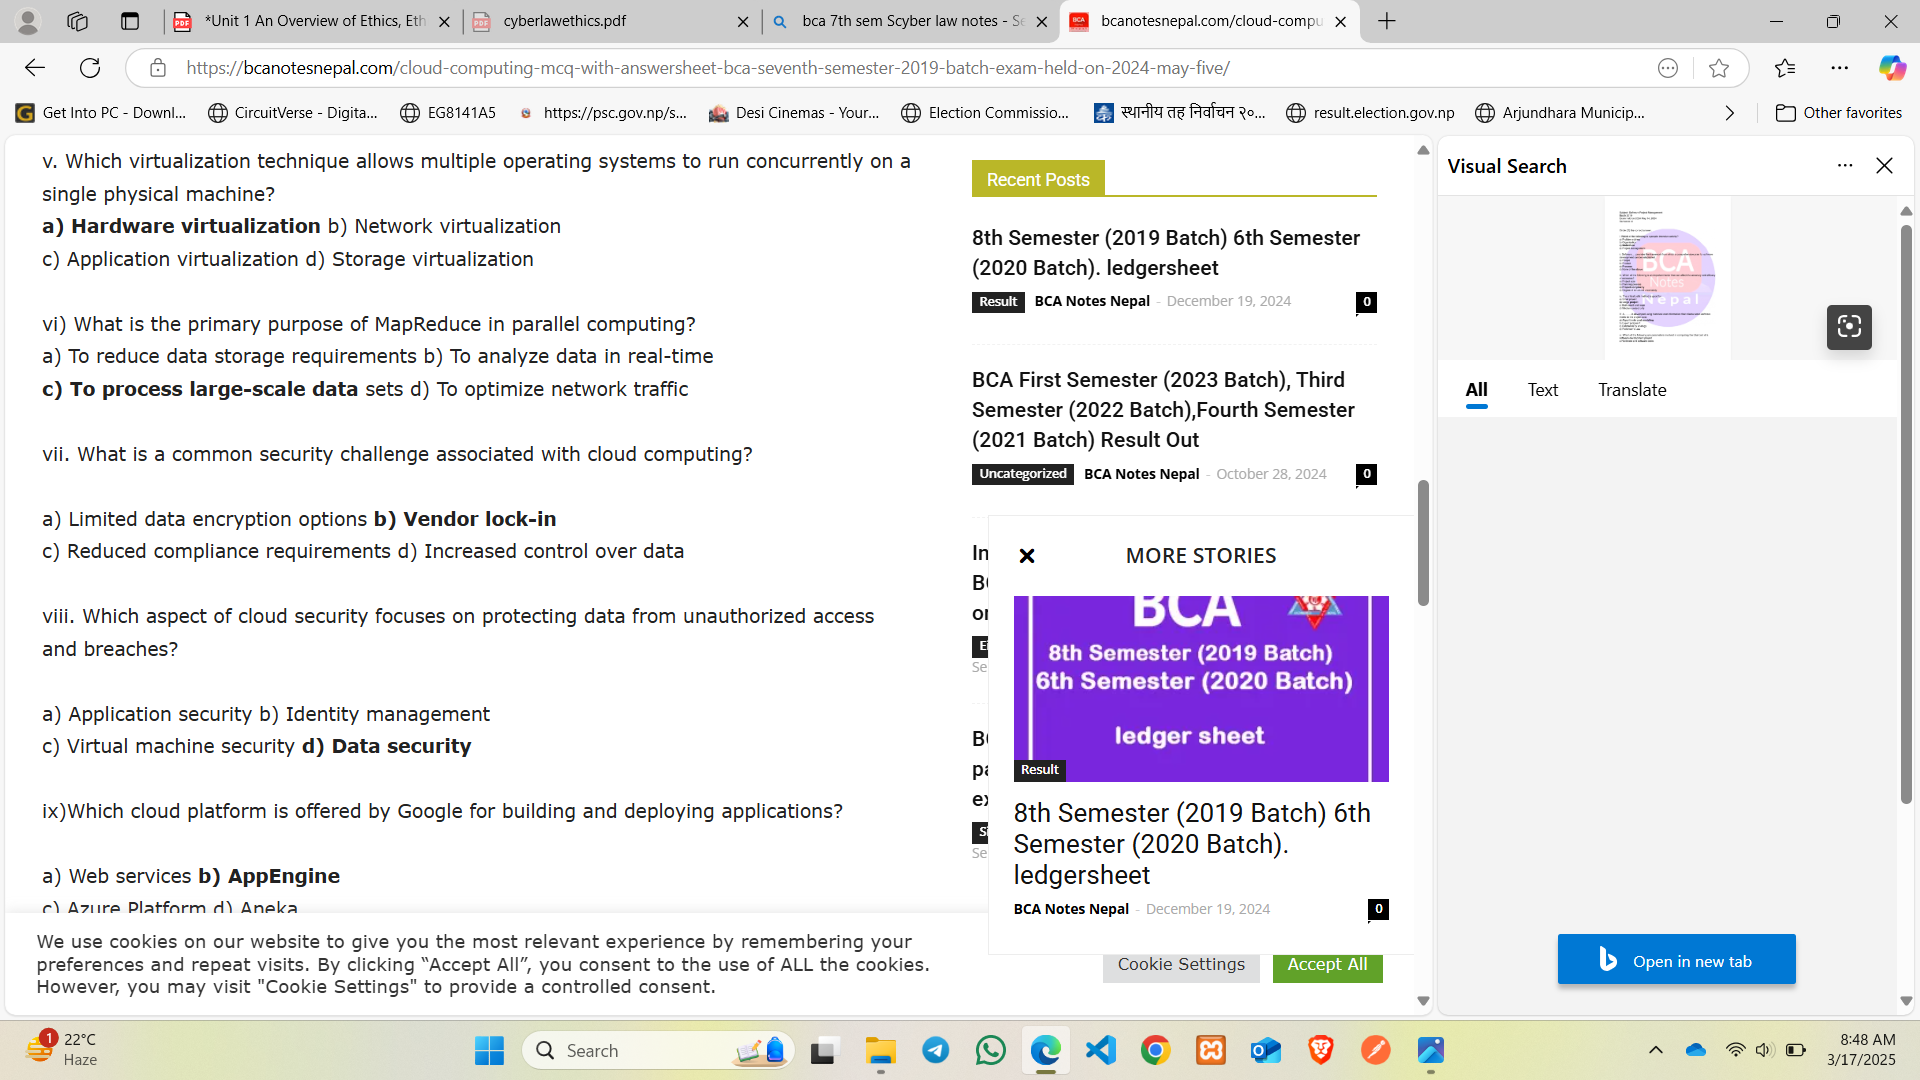 *Unit 1 An Overview of Ethics, Eth
cyberlawethics.pdf
bca 7th sem Scyber law notes - Se
bcanotesnepal.com/cloud-compu
https://bcanotesnepal.com/cloud-computing-mcq-with-answersheet-bca-seventh-semester-2019-batch-exam-held-on-2024-may-five/
Get Into PC - Downl...
CircuitVerse - Digita...
EG8141A5
https://psc.gov.np/s...
Desi Cinemas - Your...
Election Commissio...
स्थानीय तह निर्वाचन २०...
result.election.gov.np
Arjundhara Municip...
Other favorites
v. Which virtualization technique allows multiple operating systems to run concurrently on a
single physical machine?
a) Hardware virtualization b) Network virtualization
c) Application virtualization d) Storage virtualization
vi) What is the primary purpose of MapReduce in parallel computing?
a) To reduce data storage requirements b) To analyze data in real-time
c) To process large-scale data sets d) To optimize network traffic
vii. What is a common security challenge associated with cloud computing?
a) Limited data encryption options b) Vendor lock-in
c) Reduced compliance requirements d) Increased control over data
viii. Which aspect of cloud security focuses on protecting data from unauthorized access
and breaches?
a) Application security b) Identity management
c) Virtual machine security d) Data security
ix)Which cloud platform is offered by Google for building and deploying applications?
a) Web services b) AppEngine
c) Azure Platform d) Aneka
We use cookies on our website to give you the most relevant experience by remembering your
preferences and repeat visits. By clicking “Accept All”, you consent to the use of ALL the cookies.
However, you may visit "Cookie Settings" to provide a controlled consent.
Cookie Settings
Accept All
Recent Posts
8th Semester (2019 Batch) 6th Semester
(2020 Batch). ledgersheet
Result BCA Notes Nepal - December 19, 2024 0
BCA First Semester (2023 Batch), Third
Semester (2022 Batch),Fourth Semester
(2021 Batch) Result Out
Uncategorized BCA Notes Nepal - October 28, 2024 0
MORE STORIES
BCA
8th Semester (2019 Batch)
6th Semester (2020 Batch)
ledger sheet
Result
8th Semester (2019 Batch) 6th
Semester (2020 Batch).
ledgersheet
BCA Notes Nepal - December 19, 2024 0
Visual Search
BCA
Notes
Nepal
All
Text
Translate
Open in new tab
1
22°C
Haze
Search
8:48 AM
3/17/2025